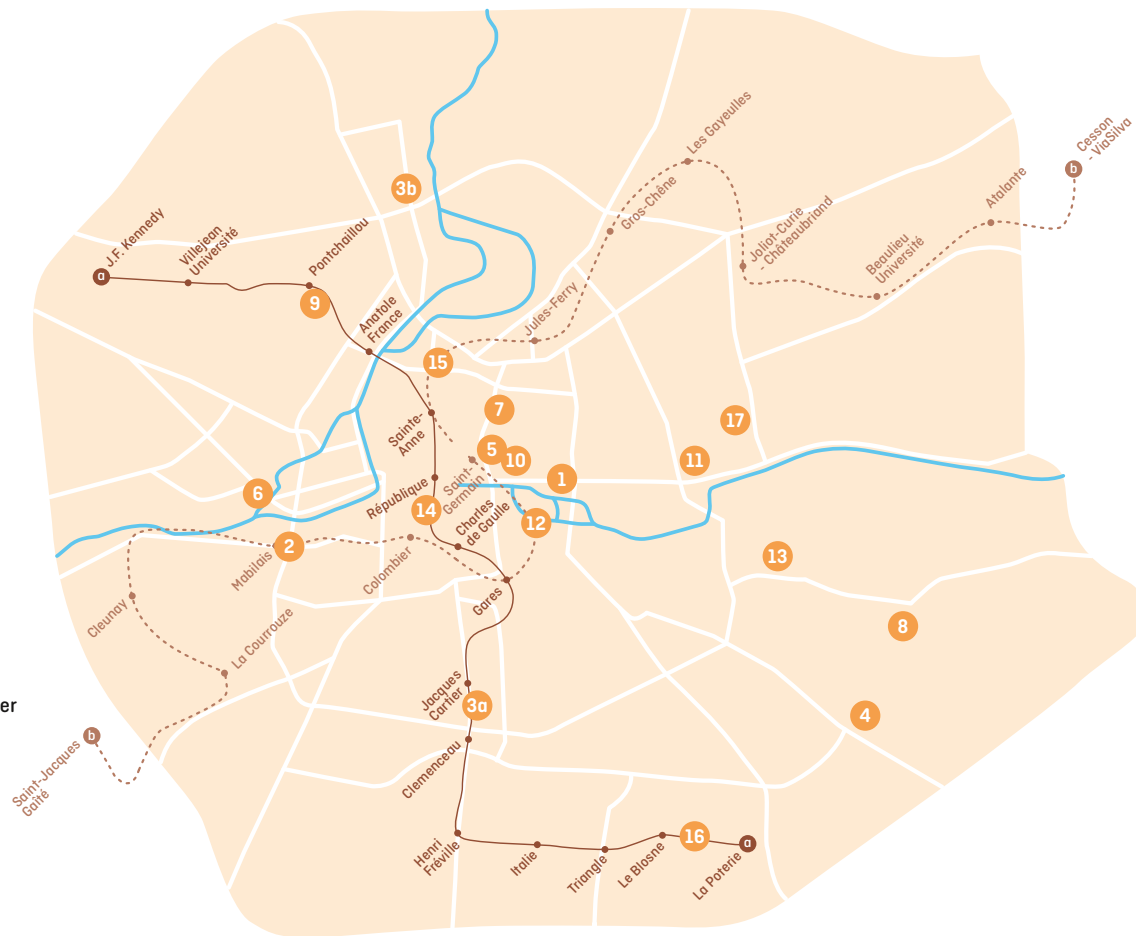 Cesson
- ViaSilva
b
Les Gayeulles
Gros-Chêne
Atalante
3b
Joliot-Curie
- Châteaubriand
J.F. Kennedy
a
Villejean
Université
Pontchaillou
Beaulieu
Université
9
Anatole
France
Jules-Ferry
15
7
17
Sainte-
Anne
5
10
11
1
Saint-
Germain
6
République
14
Charles
de Gaulle
12
2
Mabilais
Colombier
13
Cleunay
Gares
8
La Courrouze
Jacques
Cartier
3a
er
4
b
Saint-Jacques
Gaîté
Clemenceau
Henri
Fréville
Italie
Triangle
Le Blosne
16
La Poterie
a